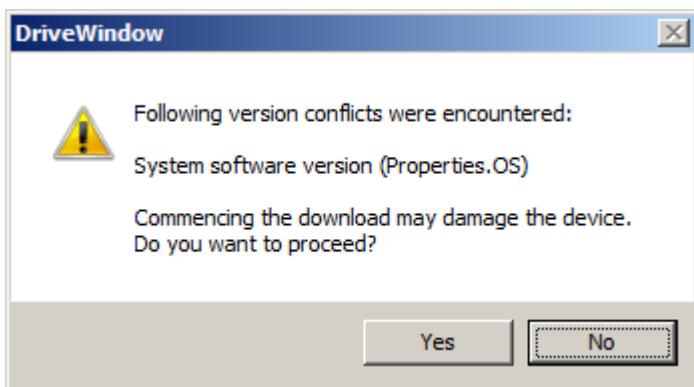 DriveWindow
Following version conflicts were encountered:
System software version (Properties.OS)
Commencing the download may damage the device.
Do you want to proceed?
Yes No